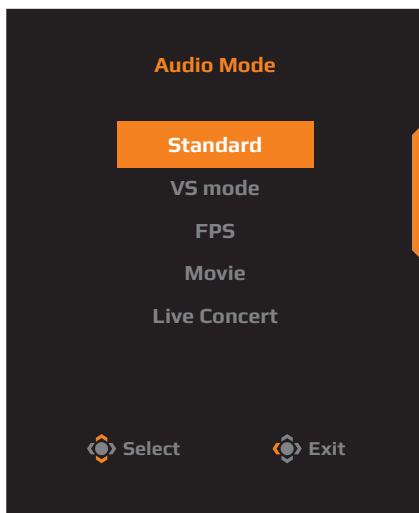 Audio Mode
Standard
VS mode
FPS
Movie
Live Concert
Select Exit